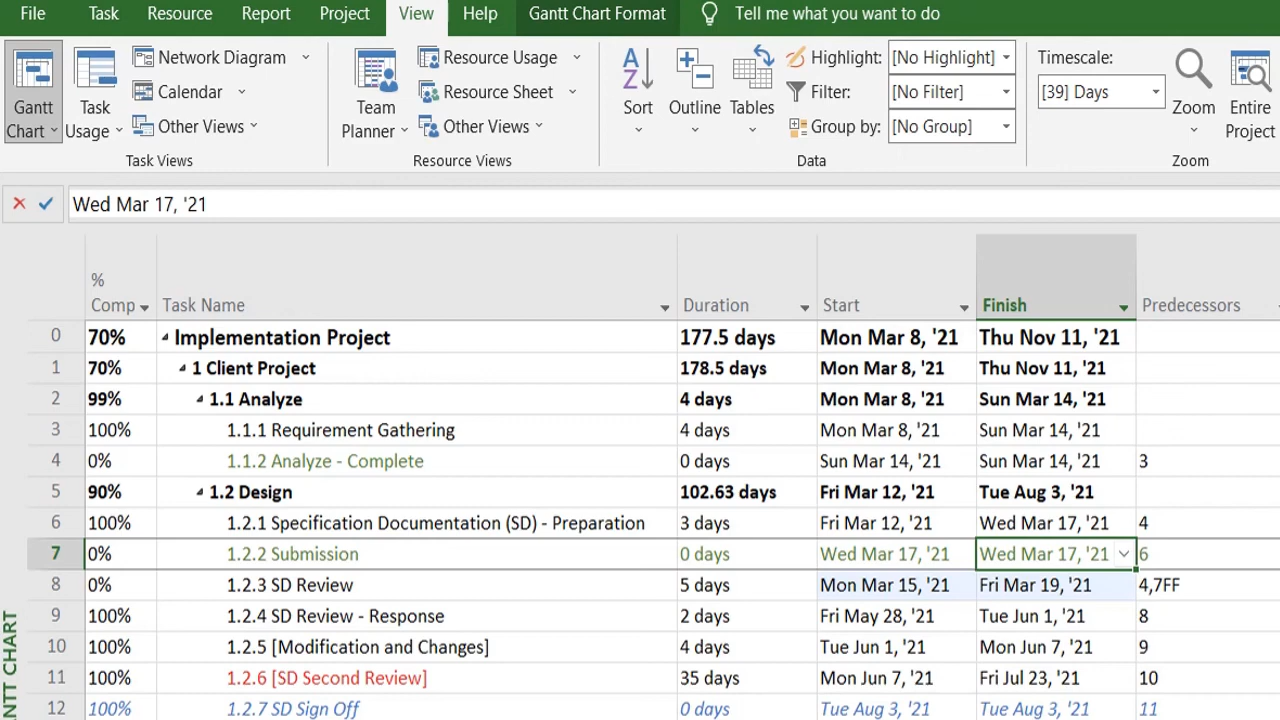 File Task Resource Report Project View Help Gantt Chart Format Tell me what you want to do
Network Diagram Resource Usage Highlight: [No Highlight] Timescale:
Calendar Resource Sheet Filter: [No Filter] [39] Days
Gantt Chart Task Usage Other Views Team Planner Other Views Sort Outline Tables Group by: [No Group] Zoom Entire Project
Task Views Resource Views Data Zoom
Wed Mar 17, '21
% Comp Task Name Duration Start Finish Predecessors
0 70% Implementation Project 177.5 days Mon Mar 8, '21 Thu Nov 11, '21
1 70% 1 Client Project 178.5 days Mon Mar 8, '21 Thu Nov 11, '21
2 99% 1.1 Analyze 4 days Mon Mar 8, '21 Sun Mar 14, '21
3 100% 1.1.1 Requirement Gathering 4 days Mon Mar 8, '21 Sun Mar 14, '21
4 0% 1.1.2 Analyze - Complete 0 days Sun Mar 14, '21 Sun Mar 14, '21 3
5 90% 1.2 Design 102.63 days Fri Mar 12, '21 Tue Aug 3, '21
6 100% 1.2.1 Specification Documentation (SD) - Preparation 3 days Fri Mar 12, '21 Wed Mar 17, '21 4
7 0% 1.2.2 Submission 0 days Wed Mar 17, '21 Wed Mar 17, '21 6
8 0% 1.2.3 SD Review 5 days Mon Mar 15, '21 Fri Mar 19, '21 4,7FF
9 100% 1.2.4 SD Review - Response 2 days Fri May 28, '21 Tue Jun 1, '21 8
10 100% 1.2.5 [Modification and Changes] 4 days Tue Jun 1, '21 Mon Jun 7, '21 9
11 100% 1.2.6 [SD Second Review] 35 days Mon Jun 7, '21 Fri Jul 23, '21 10
12 100% 1.2.7 SD Sign Off 0 days Tue Aug 3, '21 Tue Aug 3, '21 11
CHART